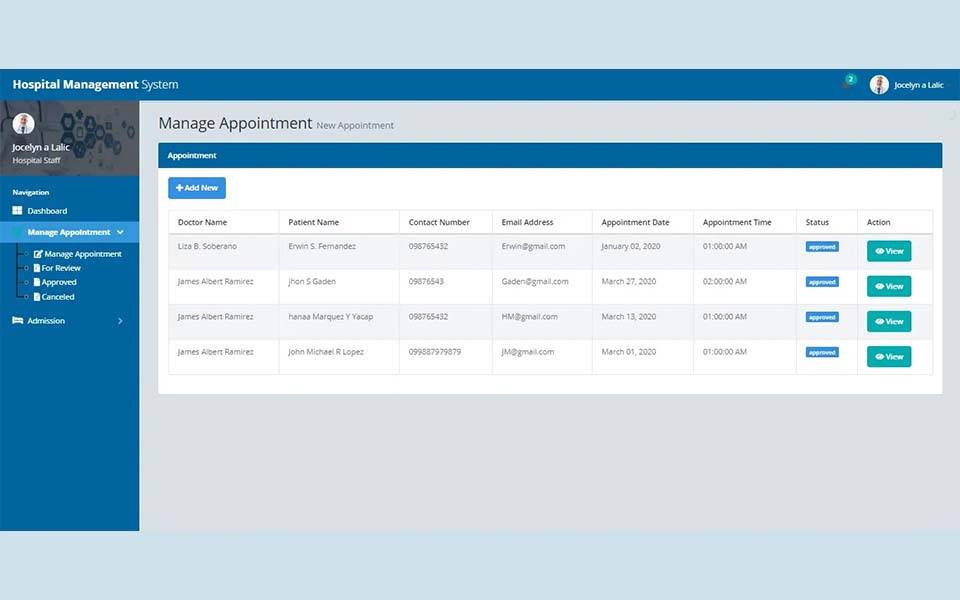 Hospital Management System
2
Jocelyn a Lalic
Jocelyn a Lalic
Hospital Staff
Navigation
Dashboard
Manage Appointment
Manage Appointment
For Review
Approved
Canceled
Admission
Manage Appointment New Appointment
Appointment
Add New
Doctor Name Patient Name Contact Number Email Address Appointment Date Appointment Time Status Action
Liza B. Soberano Erwin S. Fernandez 098765432 Erwin@gmail.com January 02, 2020 01:00:00 AM approved View
James Albert Ramirez jhon S Gaden 09876543 Gaden@gmail.com March 27, 2020 02:00:00 AM approved View
James Albert Ramirez hanaa Marquez Y Yacap 098765432 HM@gmail.com March 13, 2020 01:00:00 AM approved View
James Albert Ramirez John Michael R Lopez 099887979879 JM@gmail.com March 01, 2020 01:00:00 AM approved View